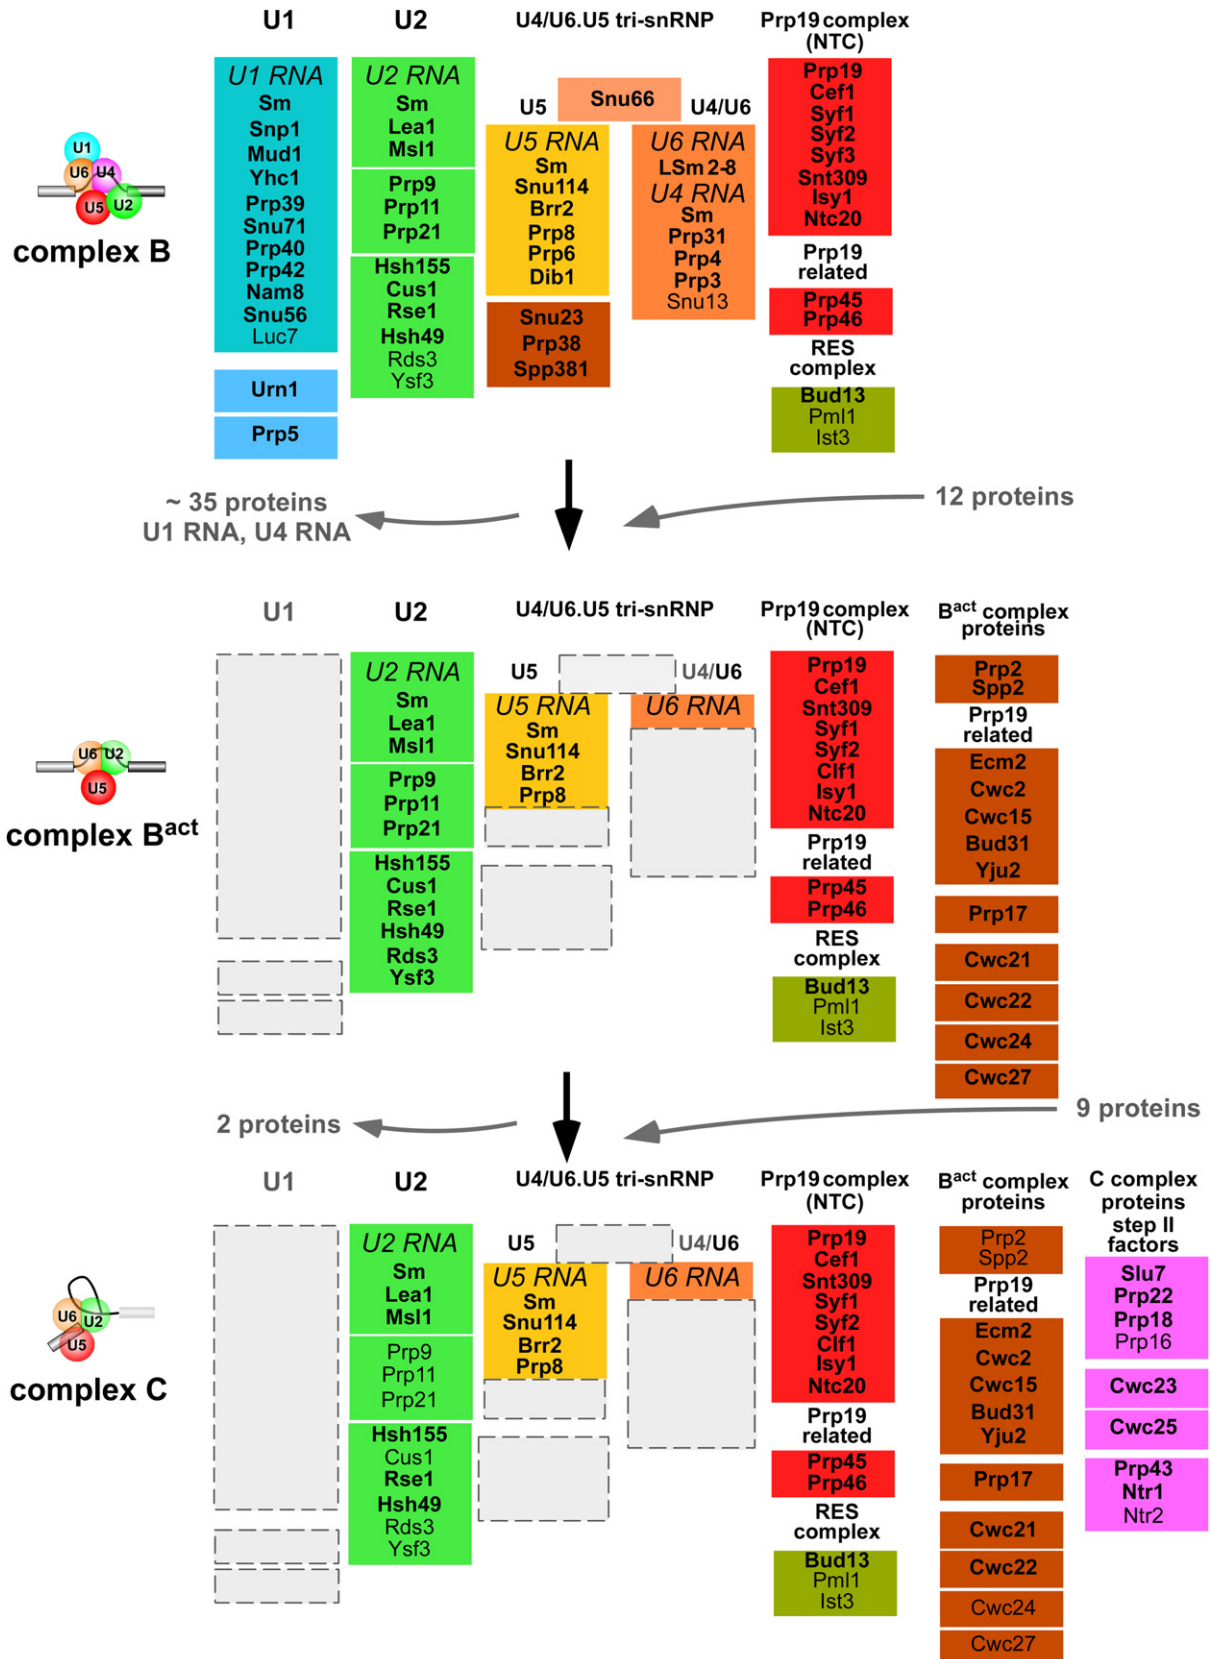 U1
U2
U4/U6.U5 tri-snRNP
Prp19 complex
(NTC)
U1 RNA
Sm
Snp1
Mud1
Yhc1
Prp39
Snu71
Prp40
Prp42
Nam8
Snu56
Luc7
Urn1
Prp5
U2 RNA
Sm
Lea1
Msl1
Prp9
Prp11
Prp21
Hsh155
Cus1
Rse1
Hsh49
Rds3
Ysf3
U5
Snu66
U4/U6
U5 RNA
Sm
Snu114
Brr2
Prp8
Prp6
Dib1
Snu23
Prp38
Spp381
U6 RNA
LSm 2-8
U4 RNA
Sm
Prp31
Prp4
Prp3
Snu13
Prp19
Cef1
Syf1
Syf2
Syf3
Snt309
Isy1
Ntc20
Prp19
related
Prp45
Prp46
RES
complex
Bud13
Pml1
Ist3
U1
U6
U4
U5
U2
complex B
~ 35 proteins
U1 RNA, U4 RNA
12 proteins
U1
U2
U4/U6.U5 tri-snRNP
Prp19 complex
(NTC)
Bact complex
proteins
U2 RNA
Sm
Lea1
Msl1
Prp9
Prp11
Prp21
Hsh155
Cus1
Rse1
Hsh49
Rds3
Ysf3
U5
U4/U6
U5 RNA
Sm
Snu114
Brr2
Prp8
U6 RNA
Prp19
Cef1
Snt309
Syf1
Syf2
Clf1
Isy1
Ntc20
Prp19
related
Prp45
Prp46
RES
complex
Bud13
Pml1
Ist3
Prp2
Spp2
Prp19
related
Ecm2
Cwc2
Cwc15
Bud31
Yju2
Prp17
Cwc21
Cwc22
Cwc24
Cwc27
U6
U2
U5
complex Bact
2 proteins
9 proteins
U1
U2
U4/U6.U5 tri-snRNP
Prp19 complex
(NTC)
Bact complex
proteins
C complex
proteins
step II
factors
U2 RNA
Sm
Lea1
Msl1
Prp9
Prp11
Prp21
Hsh155
Cus1
Rse1
Hsh49
Rds3
Ysf3
U5
U4/U6
U5 RNA
Sm
Snu114
Brr2
Prp8
U6 RNA
Prp19
Cef1
Snt309
Syf1
Syf2
Clf1
Isy1
Ntc20
Prp19
related
Prp45
Prp46
RES
complex
Bud13
Pml1
Ist3
Prp2
Spp2
Prp19
related
Ecm2
Cwc2
Cwc15
Bud31
Yju2
Prp17
Cwc21
Cwc22
Cwc24
Cwc27
Slu7
Prp22
Prp18
Prp16
Cwc23
Cwc25
Prp43
Ntr1
Ntr2
U6
U2
U5
complex C